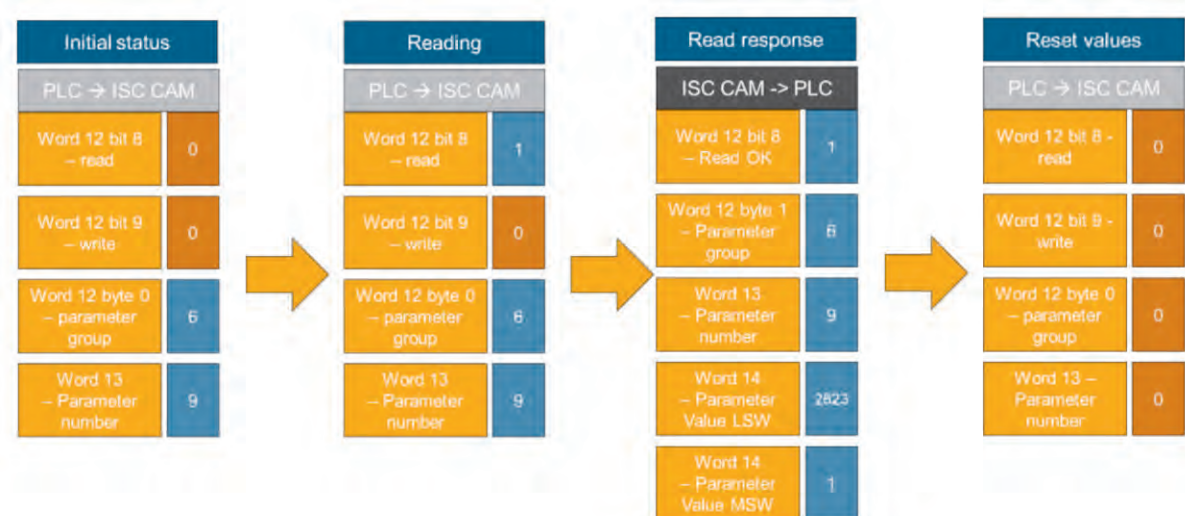 Initial status
PLC → ISC CAM
Word 12 bit 8
– read
0
Word 12 bit 9
– write
0
Word 12 byte 0
– parameter
group
6
Word 13
– Parameter
number
9
Reading
PLC → ISC CAM
Word 12 bit 8
– read
1
Word 12 bit 9
– write
0
Word 12 byte 0
– parameter
group
6
Word 13
– Parameter
number
9
Read response
ISC CAM -> PLC
Word 12 bit 8
– Read OK
1
Word 12 byte 1
– Parameter
group
6
Word 13
– Parameter
number
9
Word 14
– Parameter
Value LSW
2823
Word 14
– Parameter
Value MSW
1
Reset values
PLC → ISC CAM
Word 12 bit 8 -
read
0
Word 12 bit 9 -
write
0
Word 12 byte 0
– parameter
group
0
Word 13 –
Parameter
number
0